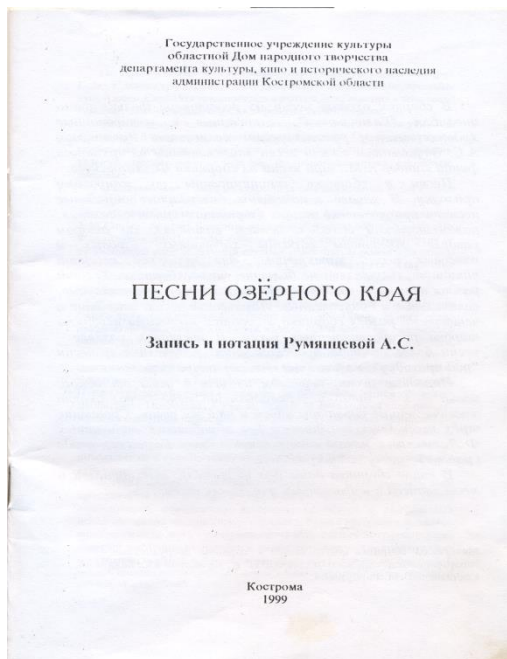 Государственное учреждение культуры
областной Дом народного творчества
департамента культуры, кино и исторического наследия
администрации Костромской области
ПЕСНИ ОЗЁРНОГО КРАЯ
Запись и нотация Румянцевой А.С.
Кострома
1999